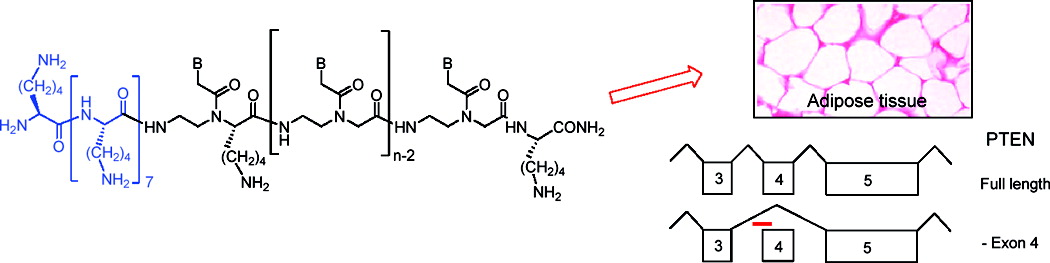 NH₂
(CH₂)₄
H₂N
O
H
N
O
(CH₂)₄
NH₂
7
HN
B
O
N
O
(CH₂)₄
NH₂
N
H
B
O
N
O
n-2
HN
B
O
N
O
HN
CONH₂
(CH₂)₄
NH₂
Adipose tissue
PTEN
3 4 5 Full length
3 4 5 - Exon 4